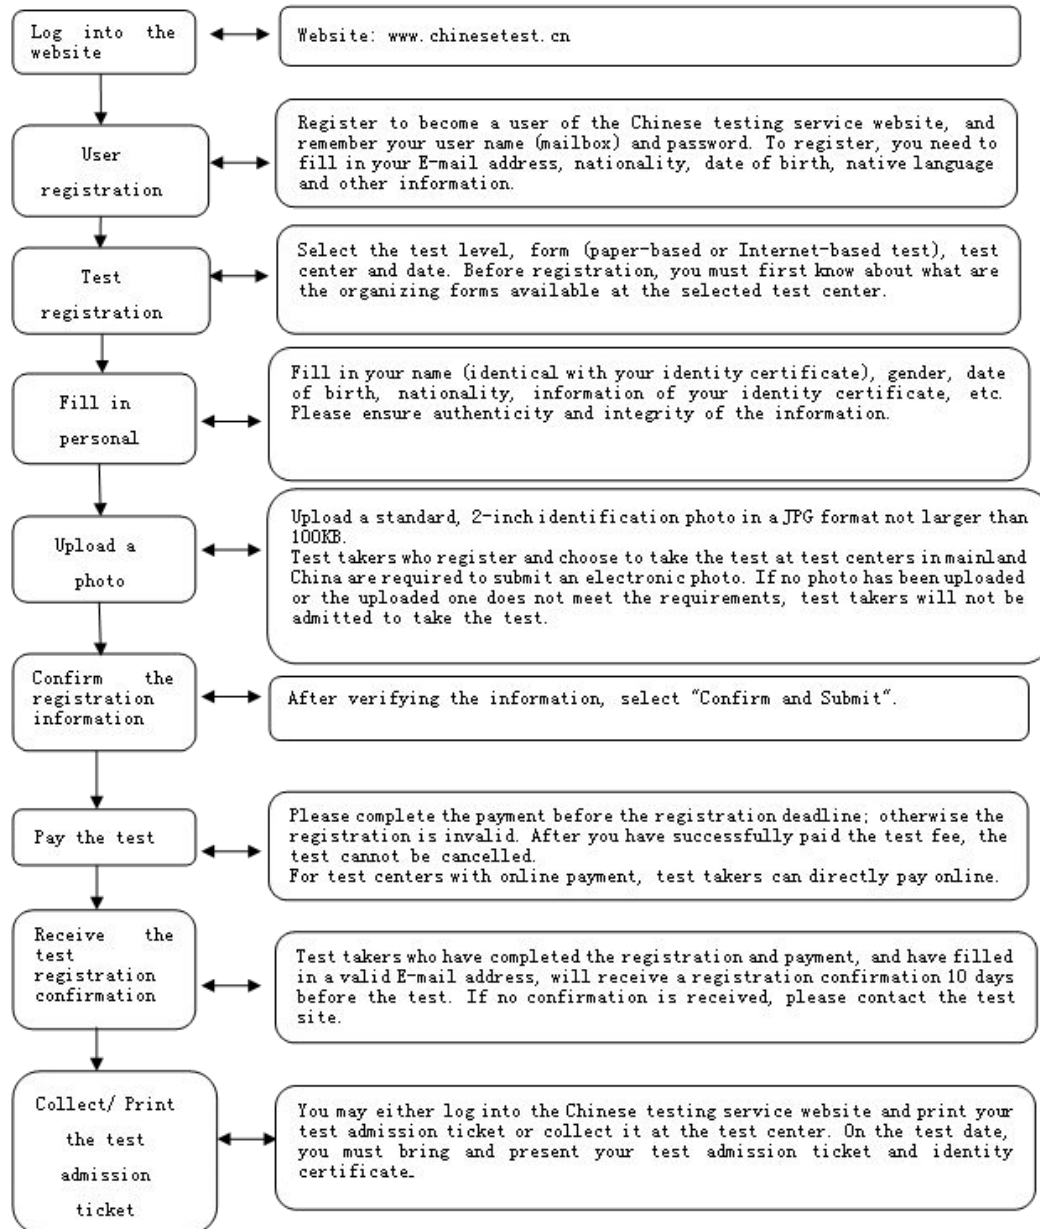 Log into the
website
Website: www.chinesetest.cn
User
registration
Register to become a user of the Chinese testing service website, and
remember your user name (mailbox) and password. To register, you need to
fill in your E-mail address, nationality, date of birth, native language
and other information.
Test
registration
Select the test level, form (paper-based or Internet-based test), test
center and date. Before registration, you must first know about what are
the organizing forms available at the selected test center.
Fill in
personal
Fill in your name (identical with your identity certificate), gender, date
of birth, nationality, information of your identity certificate, etc.
Please ensure authenticity and integrity of the information.
Upload a
photo
Upload a standard, 2-inch identification photo in a JPG format not larger than
100KB.
Test takers who register and choose to take the test at test centers in mainland
China are required to submit an electronic photo. If no photo has been uploaded
or the uploaded one does not meet the requirements, test takers will not be
admitted to take the test.
Confirm the
registration
information
After verifying the information, select "Confirm and Submit".
Pay the test
Please complete the payment before the registration deadline; otherwise the
registration is invalid. After you have successfully paid the test fee, the
test cannot be cancelled.
For test centers with online payment, test takers can directly pay online.
Receive the
test
registration
confirmation
Test takers who have completed the registration and payment, and have filled
in a valid E-mail address, will receive a registration confirmation 10 days
before the test. If no confirmation is received, please contact the test
site.
Collect/ Print
the test
admission
ticket
You may either log into the Chinese testing service website and print your
test admission ticket or collect it at the test center. On the test date,
you must bring and present your test admission ticket and identity
certificate.